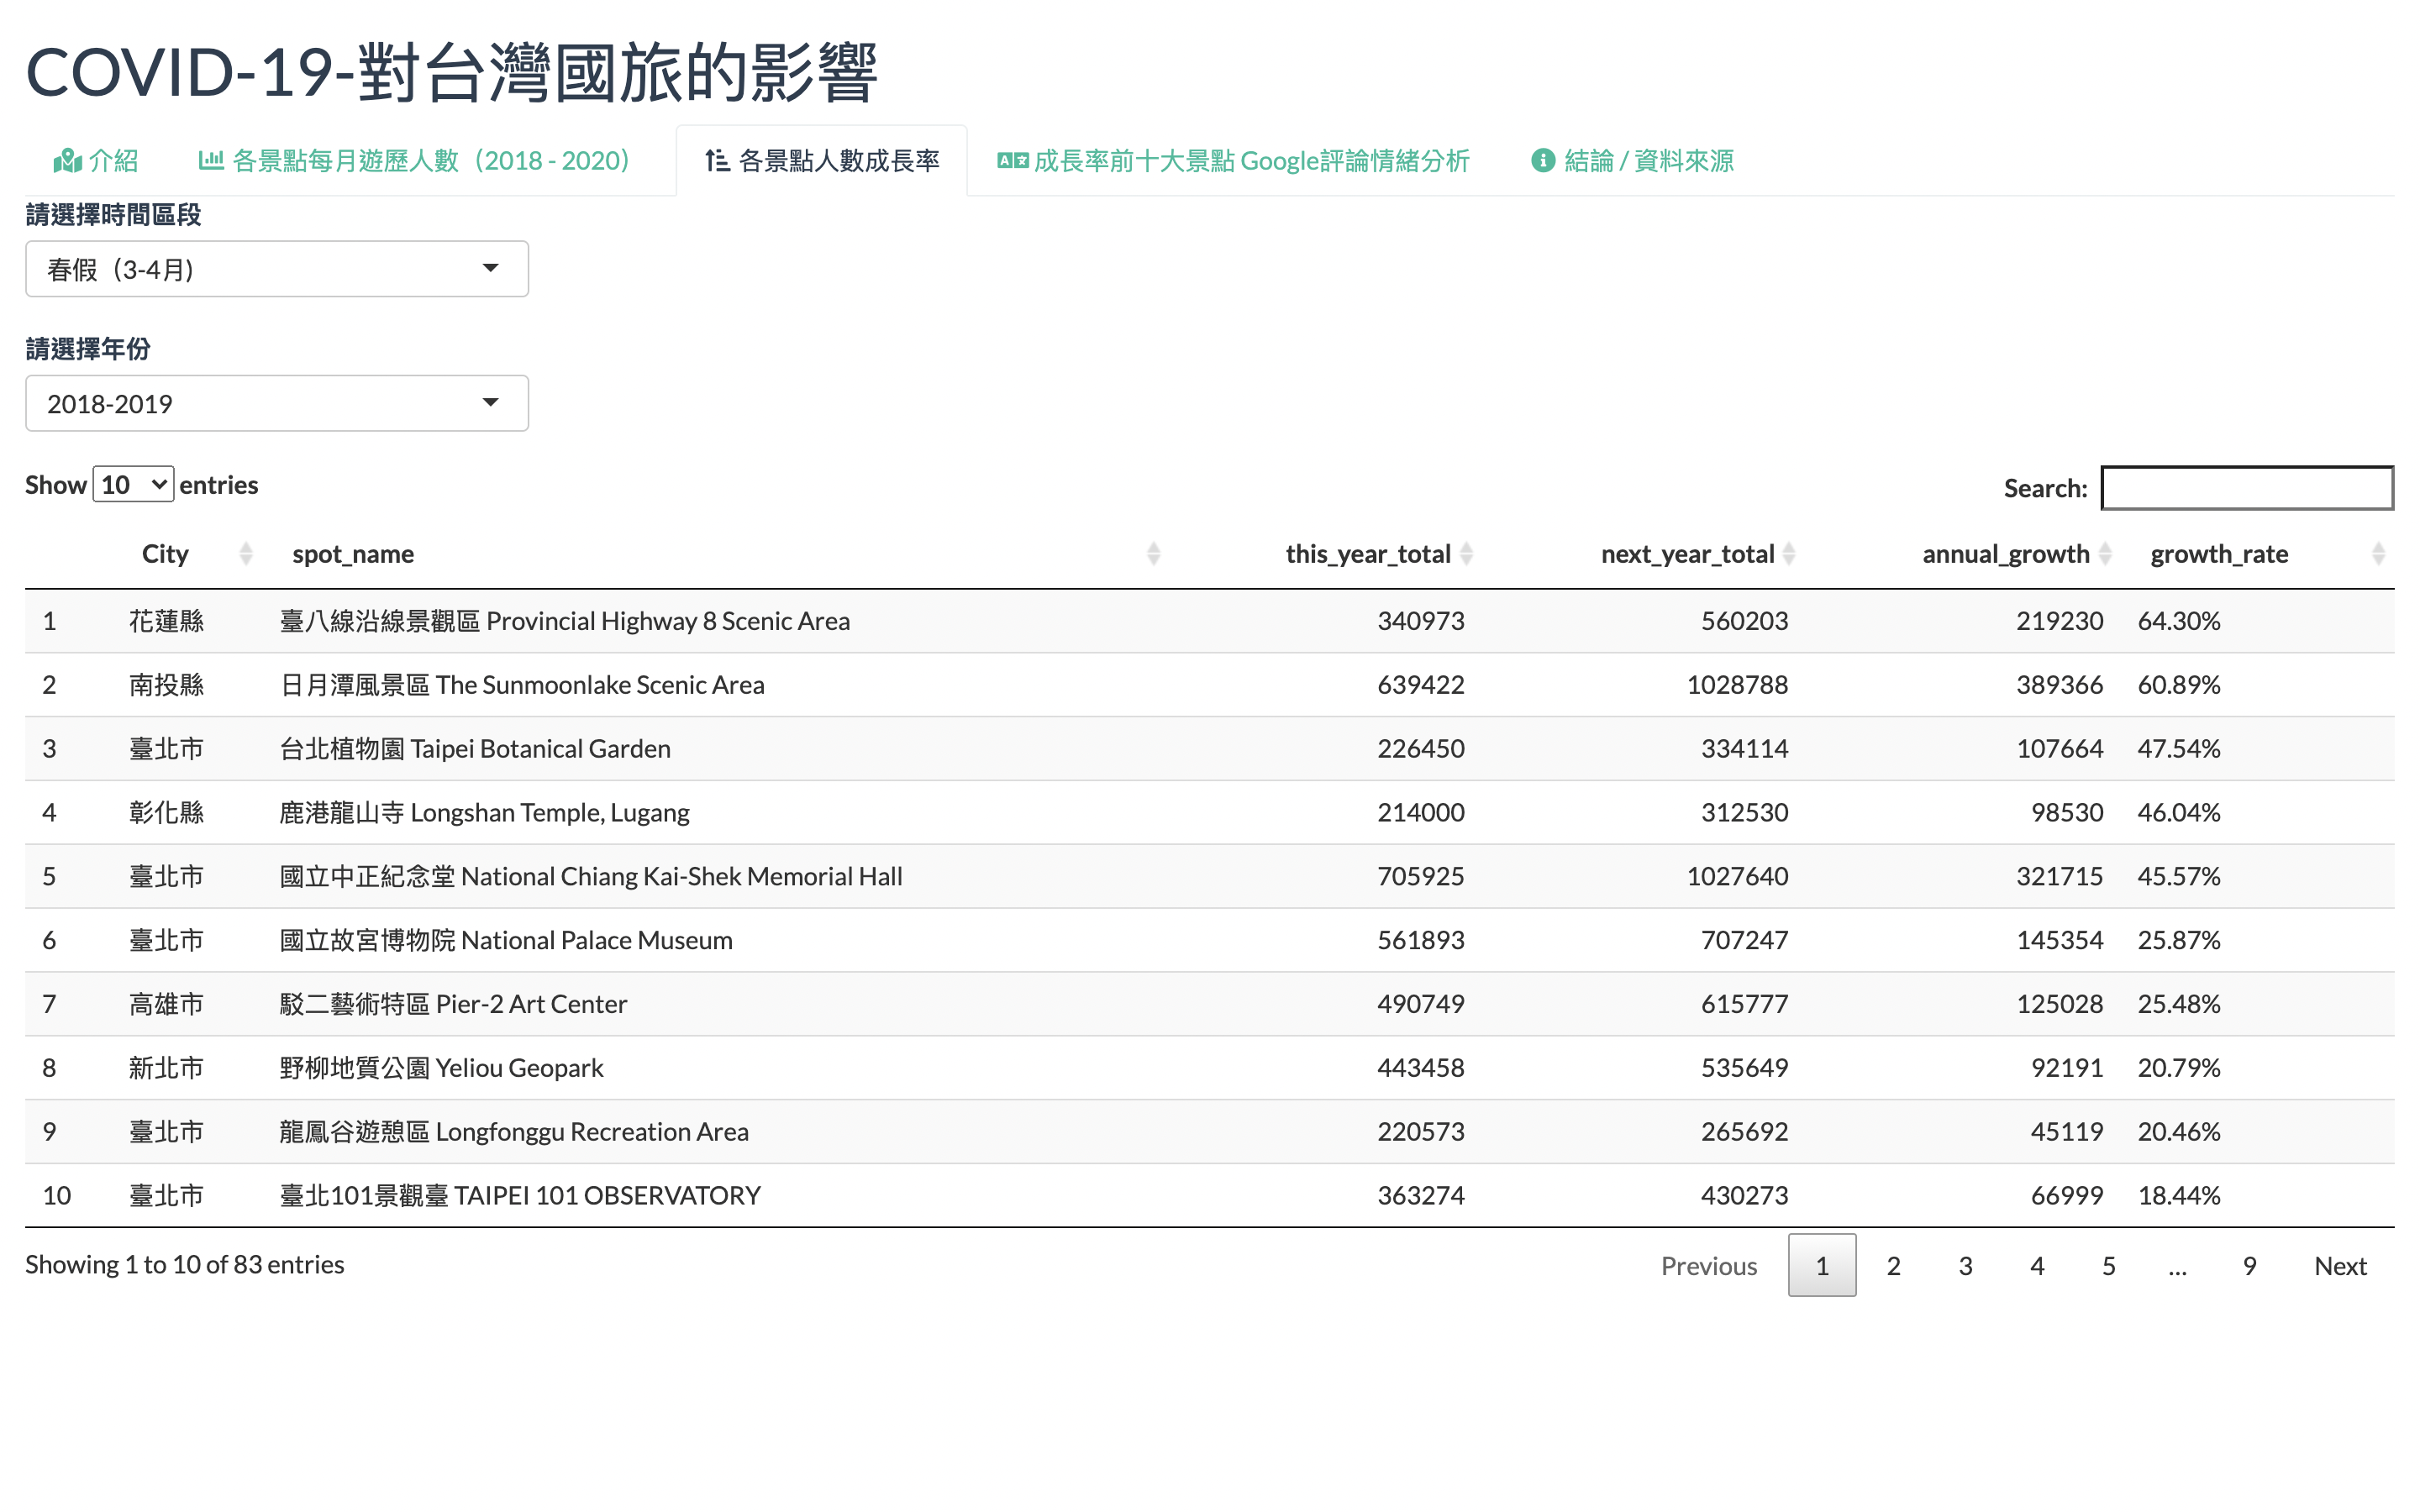 COVID-19-對台灣國旅的影響
介紹 各景點每月遊歷人數（2018 - 2020） 各景點人數成長率 成長率前十大景點 Google評論情緒分析 結論 / 資料來源
請選擇時間區段
春假（3-4月)
請選擇年份
2018-2019
Show 10 entries Search:
City spot_name this_year_total next_year_total annual_growth growth_rate
1 花蓮縣 臺八線沿線景觀區 Provincial Highway 8 Scenic Area 340973 560203 219230 64.30%
2 南投縣 日月潭風景區 The Sunmoonlake Scenic Area 639422 1028788 389366 60.89%
3 臺北市 台北植物園 Taipei Botanical Garden 226450 334114 107664 47.54%
4 彰化縣 鹿港龍山寺 Longshan Temple, Lugang 214000 312530 98530 46.04%
5 臺北市 國立中正紀念堂 National Chiang Kai-Shek Memorial Hall 705925 1027640 321715 45.57%
6 臺北市 國立故宮博物院 National Palace Museum 561893 707247 145354 25.87%
7 高雄市 駁二藝術特區 Pier-2 Art Center 490749 615777 125028 25.48%
8 新北市 野柳地質公園 Yeliou Geopark 443458 535649 92191 20.79%
9 臺北市 龍鳳谷遊憩區 Longfonggu Recreation Area 220573 265692 45119 20.46%
10 臺北市 臺北101景觀臺 TAIPEI 101 OBSERVATORY 363274 430273 66999 18.44%
Showing 1 to 10 of 83 entries Previous 1 2 3 4 5 … 9 Next